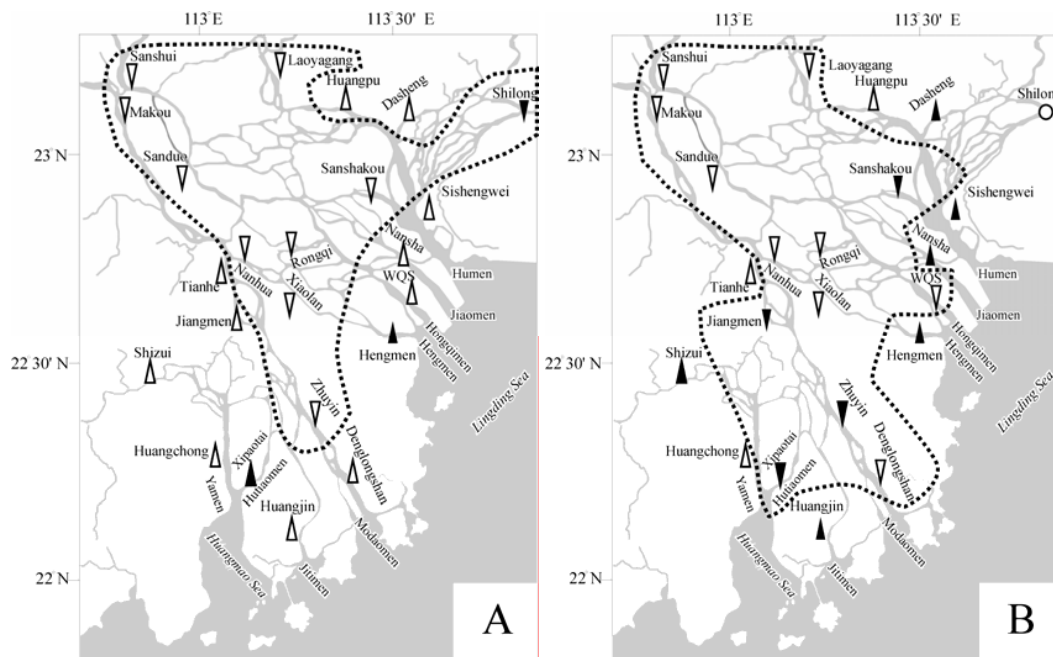 113°E
113°30' E
Sanshui
Laoyagang
Huangpu
Dasheng
Shilong
Makou
23°N
Sanduo
Sanshakou
Sishengwei
Nansha
Rongqi
Nanhua
WQS
Humen
Tianhe
Xiaolan
Jiaomen
Jiangmen
Hongqimen
Hengmen
Hengmen
22°30'N
Shizui
Lingding Sea
Zhuyin
Huangchong
Xipaotai
Hutiaomen
Denglongshan
Yamen
Huangjin
Modaomen
Huangmao Sea
Jitimen
22°N
A
113°E
113°30' E
Sanshui
Laoyagang
Huangpu
Dasheng
Shilon
Makou
23°N
Sanduo
Sanshakou
Sishengwei
Nansha
Rongqi
Nanhua
WQS
Humen
Tianhe
Xiaolan
Jiaomen
Jiangmen
Hongqimen
Hengmen
Hengmen
22°30'N
Shizui
Lingding Sea
Zhuyin
Huangchong
Xipaotai
Hutiaomen
Denglongshan
Yamen
Huangjin
Modaomen
Huangmao Sea
Jitimen
22°N
B